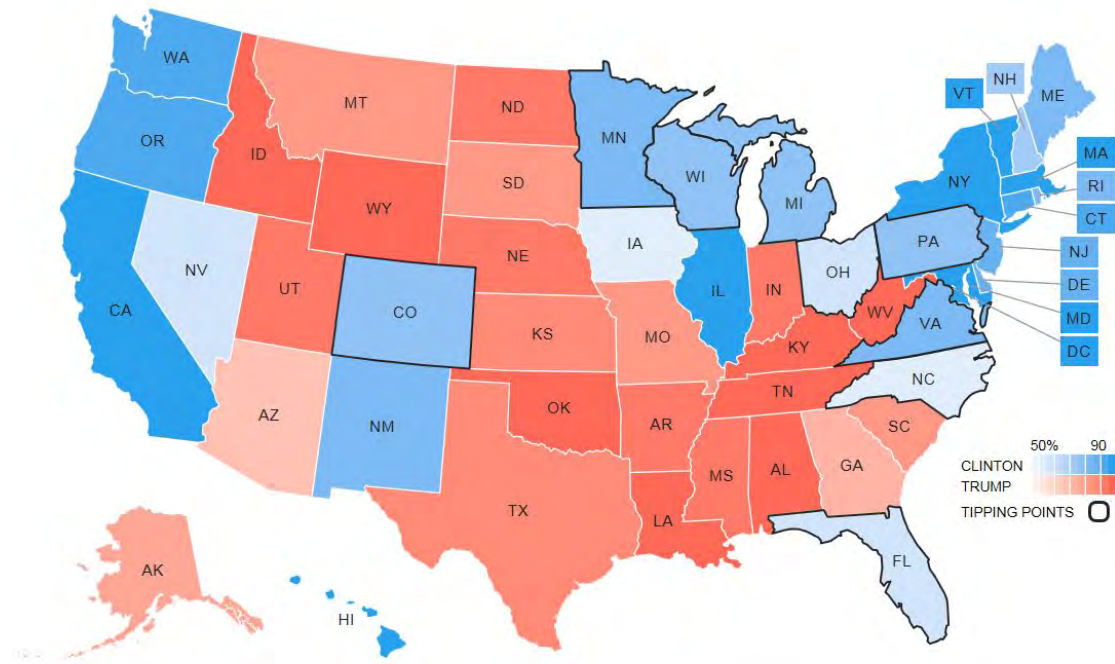 WA
NH
ME
VT
MT
ND
MN
OR
ID
MA
WI
SD
NY
RI
MI
WY
CT
IA
PA
NE
NJ
NV
OH
UT
IL
IN
DE
CO
WV
CA
MD
VA
KS
MO
KY
DC
NC
TN
OK
AZ
NM
AR
SC
50% 90
MS
AL
GA
CLINTON
TRUMP
TX
LA
TIPPING POINTS
FL
AK
HI